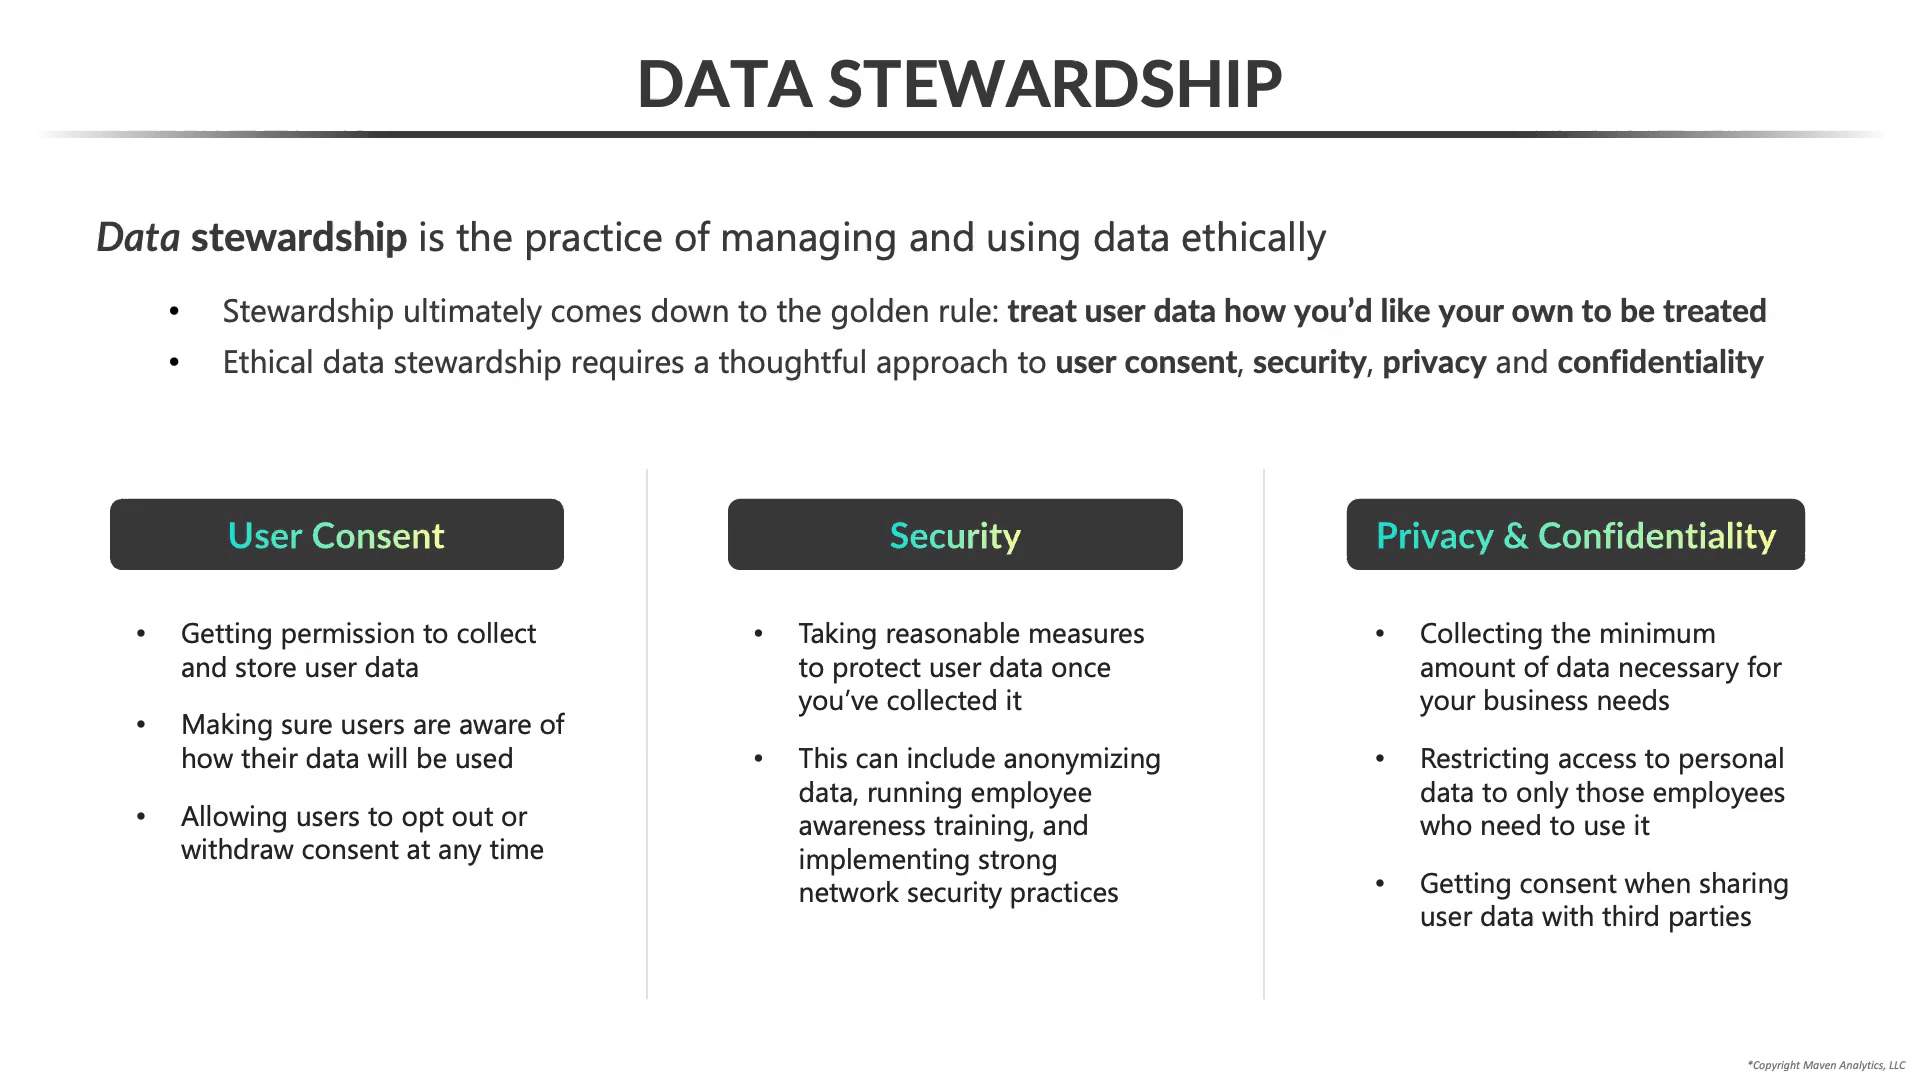 DATA STEWARDSHIP
Data stewardship is the practice of managing and using data ethically
• Stewardship ultimately comes down to the golden rule: treat user data how you’d like your own to be treated
• Ethical data stewardship requires a thoughtful approach to user consent, security, privacy and confidentiality
User Consent
• Getting permission to collect
and store user data
• Making sure users are aware of
how their data will be used
• Allowing users to opt out or
withdraw consent at any time
Security
• Taking reasonable measures
to protect user data once
you’ve collected it
• This can include anonymizing
data, running employee
awareness training, and
implementing strong
network security practices
Privacy & Confidentiality
• Collecting the minimum
amount of data necessary for
your business needs
• Restricting access to personal
data to only those employees
who need to use it
• Getting consent when sharing
user data with third parties
*Copyright Maven Analytics, LLC